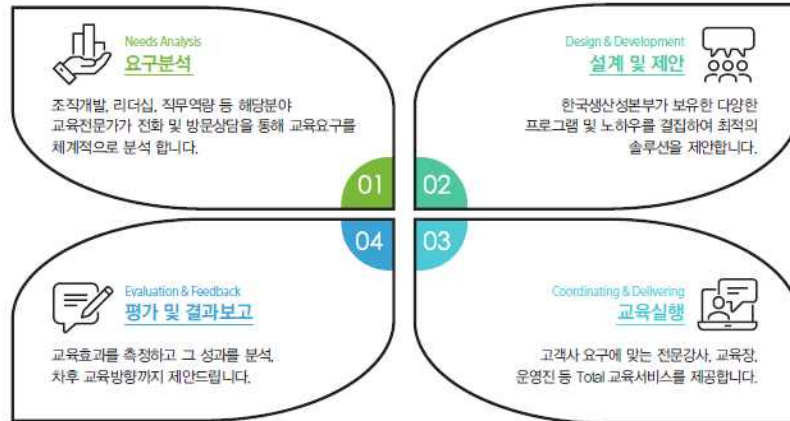 Needs Analysis
요구분석
조직개발, 리더십, 직무역량 등 해당분야
교육전문가가 전화 및 방문상담을 통해 교육요구를
체계적으로 분석 합니다.
01
Design & Development
설계 및 제안
한국생산성본부가 보유한 다양한
프로그램 및 노하우를 결집하여 최적의
솔루션을 제안합니다.
02
Coordinating & Delivering
교육실행
고객사 요구에 맞는 전문강사, 교육장,
운영진 등 Total 교육서비스를 제공합니다.
03
Evaluation & Feedback
평가 및 결과보고
교육효과를 측정하고 그 성과를 분석,
차후 교육방향까지 제안드립니다.
04